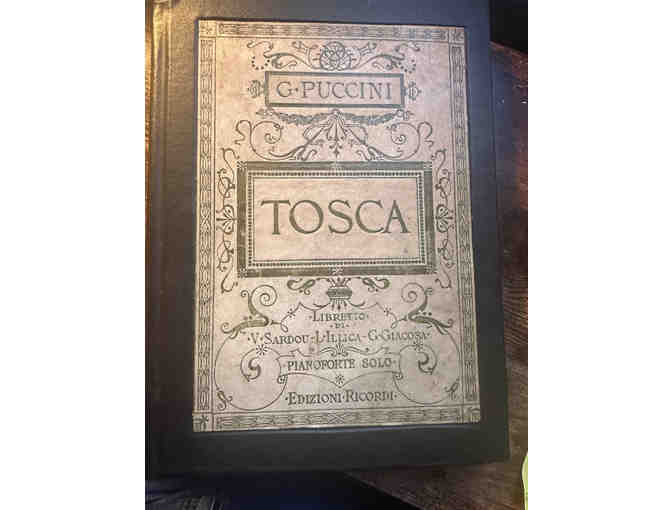 G·PUCCINI
TOSCA
·LIBRETTO·
·DI·
·V·SARDOU-L'ILLICA-G·GIACOSA·
·PIANOFORTE SOLO·
·EDIZIONI·RICORDI·